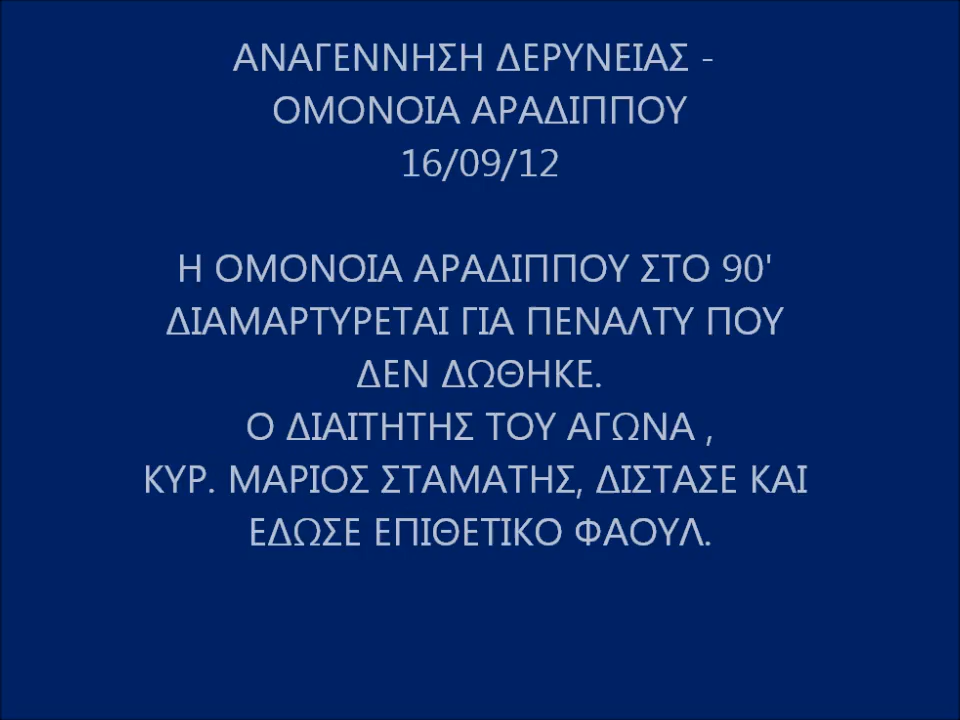 ΑΝΑΓΕΝΝΗΣΗ ΔΕΡΥΝΕΙΑΣ -
ΟΜΟΝΟΙΑ ΑΡΑΔΙΠΠΟΥ
16/09/12
Η ΟΜΟΝΟΙΑ ΑΡΑΔΙΠΠΟΥ ΣΤΟ 90'
ΔΙΑΜΑΡΤΥΡΕΤΑΙ ΓΙΑ ΠΕΝΑΛΤΥ ΠΟΥ
ΔΕΝ ΔΩΘΗΚΕ.
Ο ΔΙΑΙΤΗΤΗΣ ΤΟΥ ΑΓΩΝΑ ,
ΚΥΡ. ΜΑΡΙΟΣ ΣΤΑΜΑΤΗΣ, ΔΙΣΤΑΣΕ ΚΑΙ
ΕΔΩΣΕ ΕΠΙΘΕΤΙΚΟ ΦΑΟΥΛ.